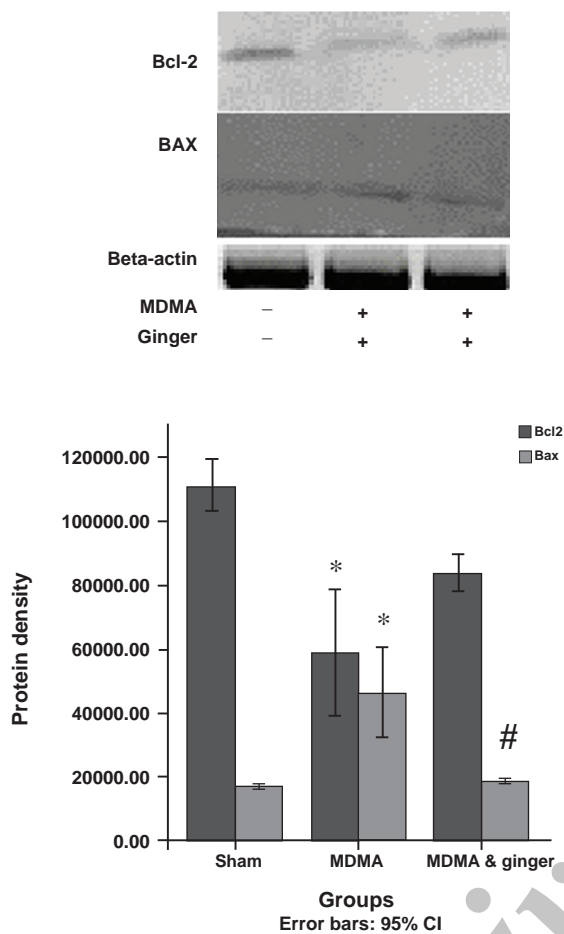 Bcl-2
BAX
Beta-actin
MDMA – + +
Ginger – + +
Bcl2
Bax
120000.00
100000.00
80000.00
60000.00
40000.00
20000.00
0.00
Protein density
* * #
Sham MDMA MDMA & ginger
Groups
Error bars: 95% CI